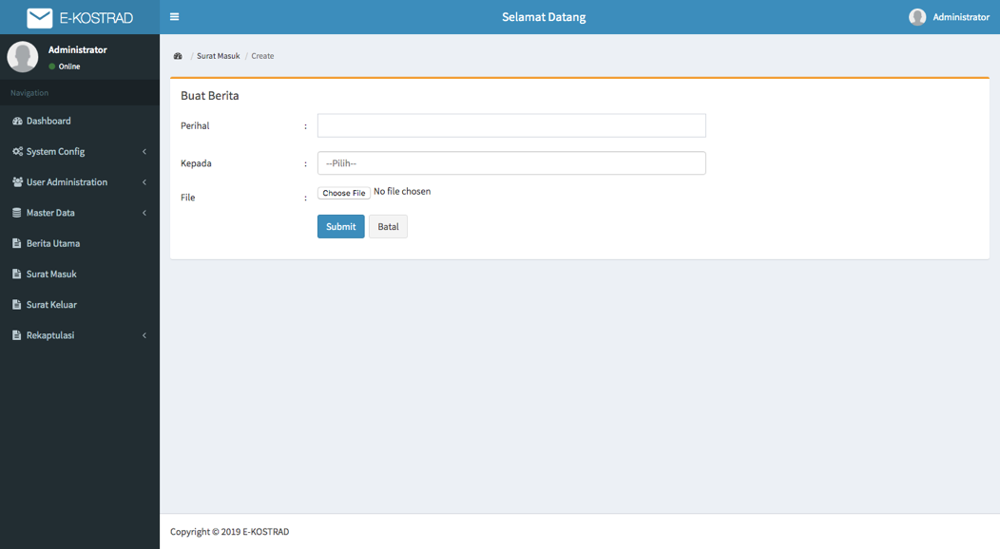 E-KOSTRAD
Selamat Datang
Administrator
Administrator
Online
Navigation
Dashboard
System Config
User Administration
Master Data
Berita Utama
Surat Masuk
Surat Keluar
Rekaptulasi
/ Surat Masuk / Create
Buat Berita
Perihal :
Kepada : --Pilih--
File : Choose File No file chosen
Submit Batal
Copyright © 2019 E-KOSTRAD